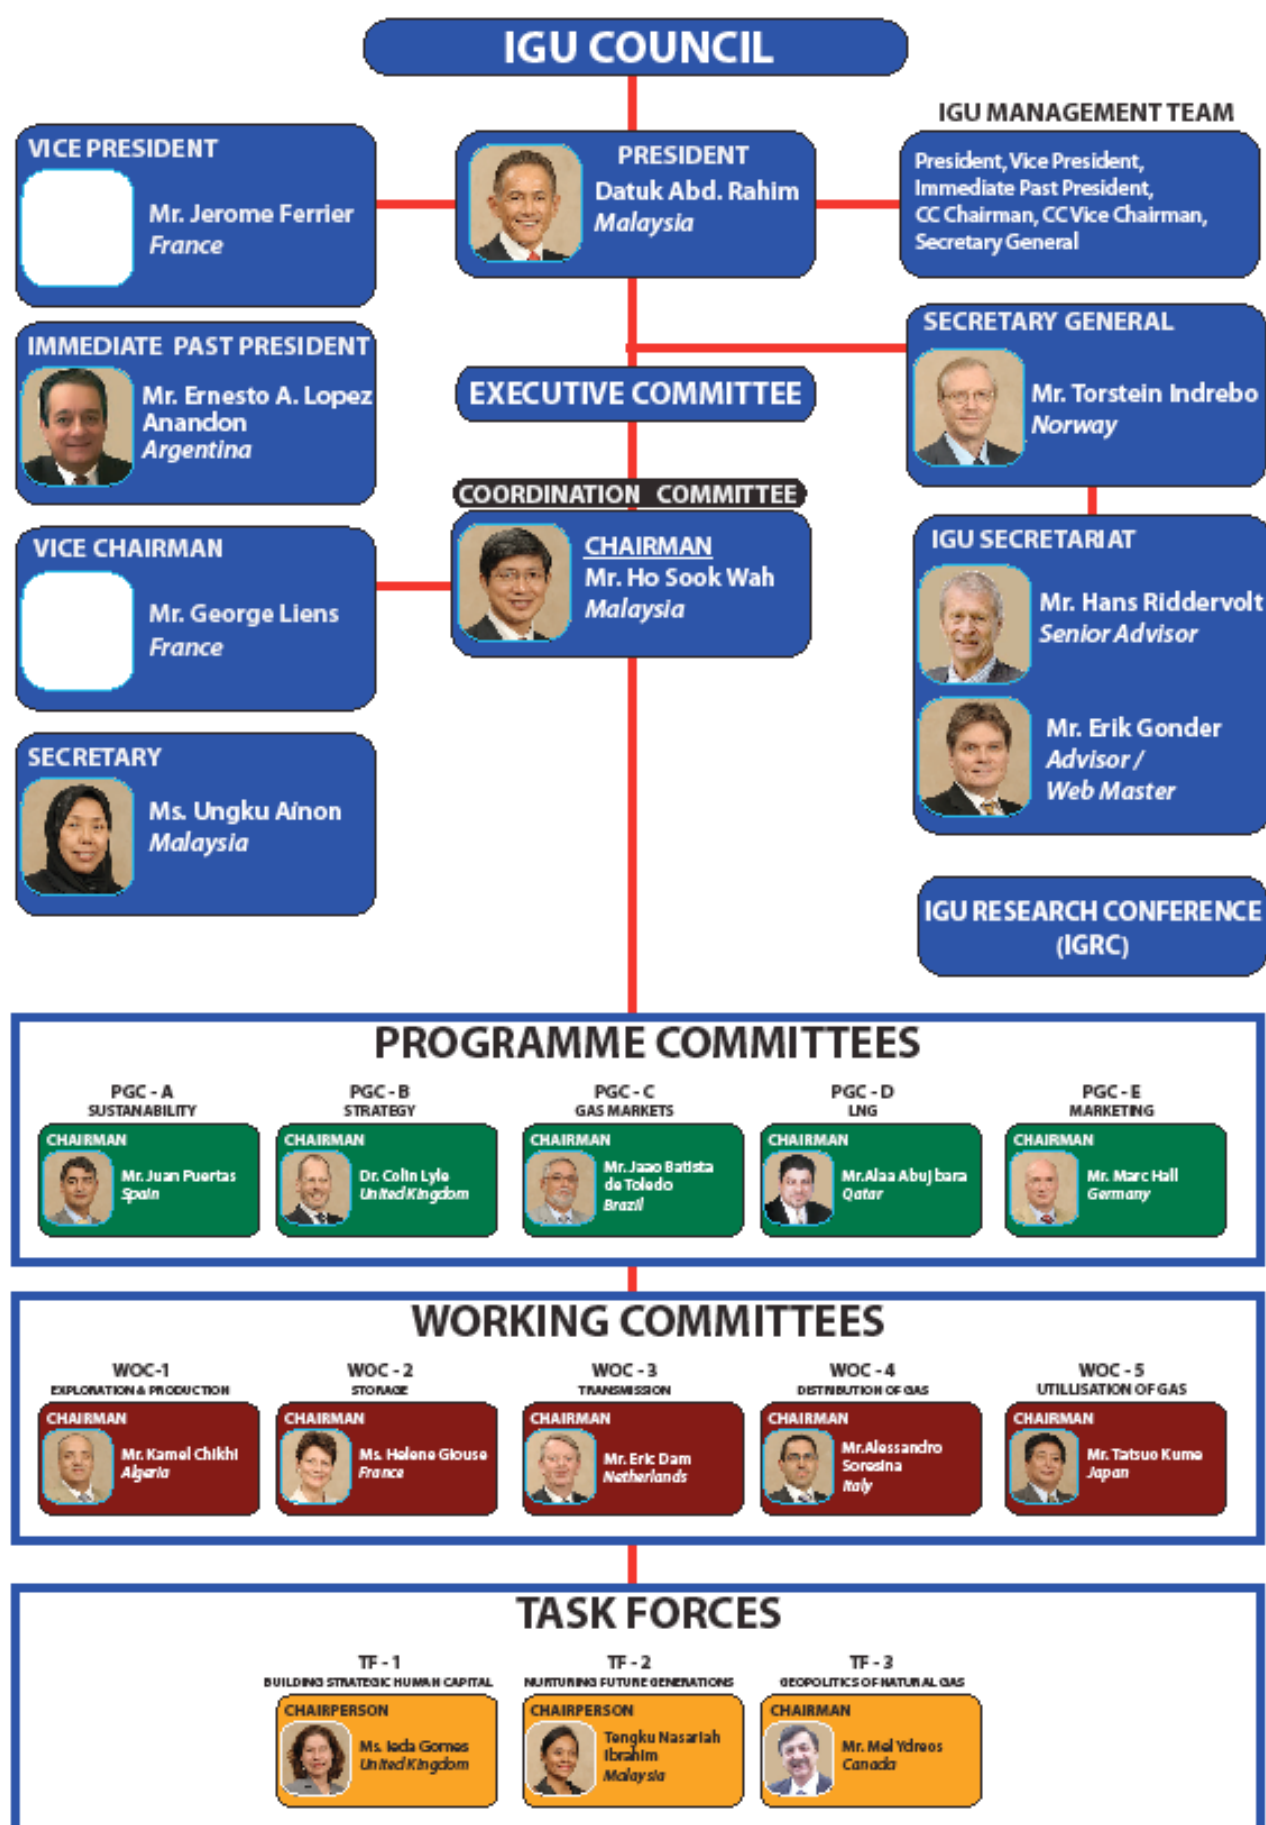 IGU COUNCIL
IGU MANAGEMENT TEAM
VICE PRESIDENT
Mr. Jerome Ferrier
France
PRESIDENT
Datuk Abd. Rahim
Malaysia
President, Vice President,
Immediate Past President,
CC Chairman, CC Vice Chairman,
Secretary General
IMMEDIATE PAST PRESIDENT
Mr. Ernesto A. Lopez
Anandon
Argentina
EXECUTIVE COMMITTEE
SECRETARY GENERAL
Mr. Torstein Indrebo
Norway
COORDINATION COMMITTEE
CHAIRMAN
Mr. Ho Sook Wah
Malaysia
VICE CHAIRMAN
Mr. George Liens
France
IGU SECRETARIAT
Mr. Hans Riddervolt
Senior Advisor
Mr. Erik Gonder
Advisor /
Web Master
SECRETARY
Ms. Ungku Ainon
Malaysia
IGU RESEARCH CONFERENCE
(IGRC)
PROGRAMME COMMITTEES
PGC - A
SUSTANABILITY
CHAIRMAN
Mr. Juan Puertas
Spain
PGC - B
STRATEGY
CHAIRMAN
Dr. Colin Lyle
United Kingdom
PGC - C
GAS MARKETS
CHAIRMAN
Mr. Jaao Batista
de Toledo
Brazil
PGC - D
LNG
CHAIRMAN
Mr.Alaa Abujbara
Qatar
PGC - E
MARKETING
CHAIRMAN
Mr. Marc Hall
Germany
WORKING COMMITTEES
WOC-1
EXPLORATION & PRODUCTION
CHAIRMAN
Mr. Kamel Chikhi
Algeria
WOC - 2
STORAGE
CHAIRMAN
Ms. Helene Giouse
France
WOC - 3
TRANSMISSION
CHAIRMAN
Mr. Eric Dam
Netherlands
WOC - 4
DISTRIBUTION OF GAS
CHAIRMAN
Mr.Alessandro
Soresina
Italy
WOC - 5
UTILLISATION OF GAS
CHAIRMAN
Mr. Tatsuo Kume
Japan
TASK FORCES
TF - 1
BUILDING STRATEGIC HUMAN CAPITAL
CHAIRPERSON
Ms. Ieda Gomes
United Kingdom
TF - 2
NURTURING FUTURE GENERATIONS
CHAIRPERSON
Tengku Nasariah
Ibrahim
Malaysia
TF - 3
GEOPOLITICS OF NATURAL GAS
CHAIRMAN
Mr. Mel Ydreos
Canada